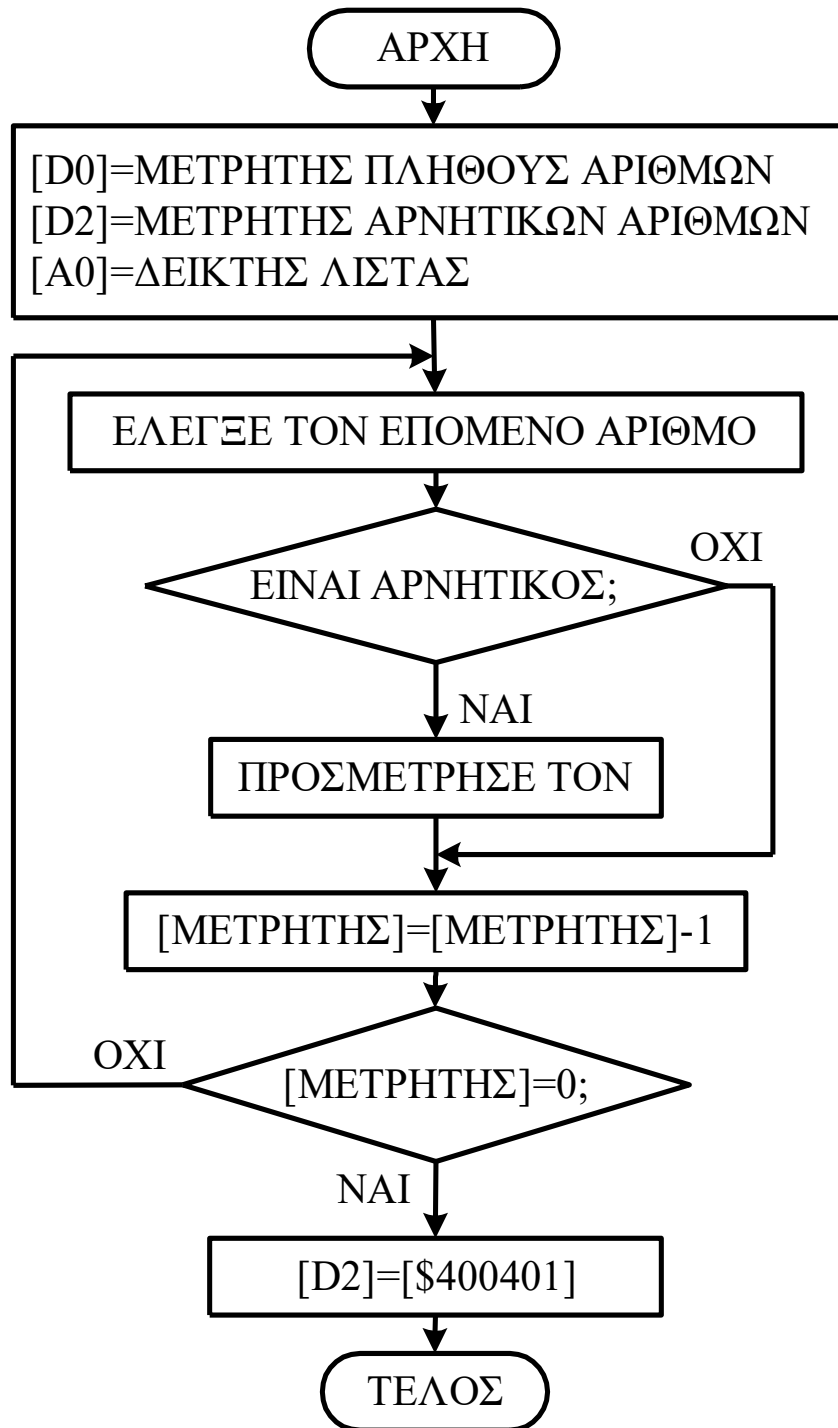 ΑΡΧΗ
[D0]=ΜΕΤΡΗΤΗΣ ΠΛΗΘΟΥΣ ΑΡΙΘΜΩΝ
[D2]=ΜΕΤΡΗΤΗΣ ΑΡΝΗΤΙΚΩΝ ΑΡΙΘΜΩΝ
[A0]=ΔΕΙΚΤΗΣ ΛΙΣΤΑΣ
ΕΛΕΓΞΕ ΤΟΝ ΕΠΟΜΕΝΟ ΑΡΙΘΜΟ
ΕΙΝΑΙ ΑΡΝΗΤΙΚΟΣ;
ΟΧΙ
ΝΑΙ
ΠΡΟΣΜΕΤΡΗΣΕ ΤΟΝ
[ΜΕΤΡΗΤΗΣ]=[ΜΕΤΡΗΤΗΣ]-1
ΟΧΙ
[ΜΕΤΡΗΤΗΣ]=0;
ΝΑΙ
[D2]=[$400401]
ΤΕΛΟΣ